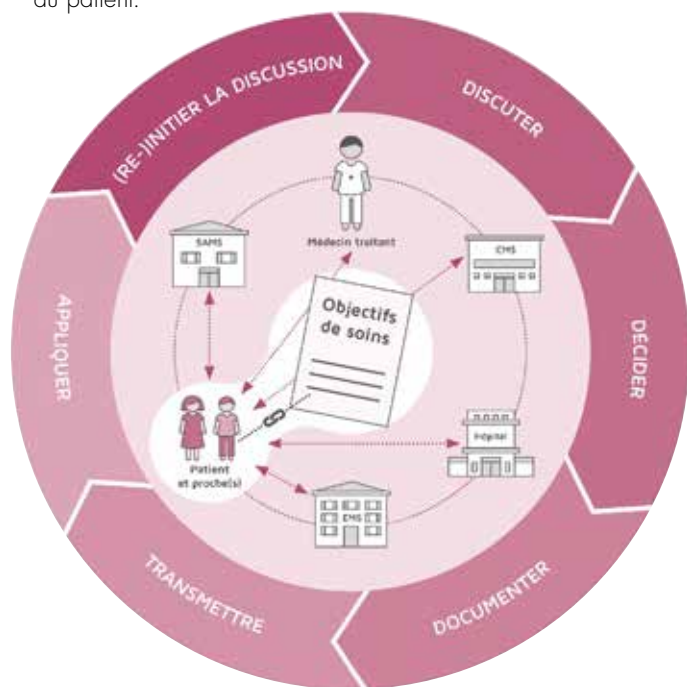 du patient.
(RE-)INITIER LA DISCUSSION
DISCUTER
DÉCIDER
DOCUMENTER
TRANSMETTRE
APPLIQUER
Médecin traitant
SAMS
CMS
Objectifs
de soins
Hôpital
Patient
et proche(s)
EMS